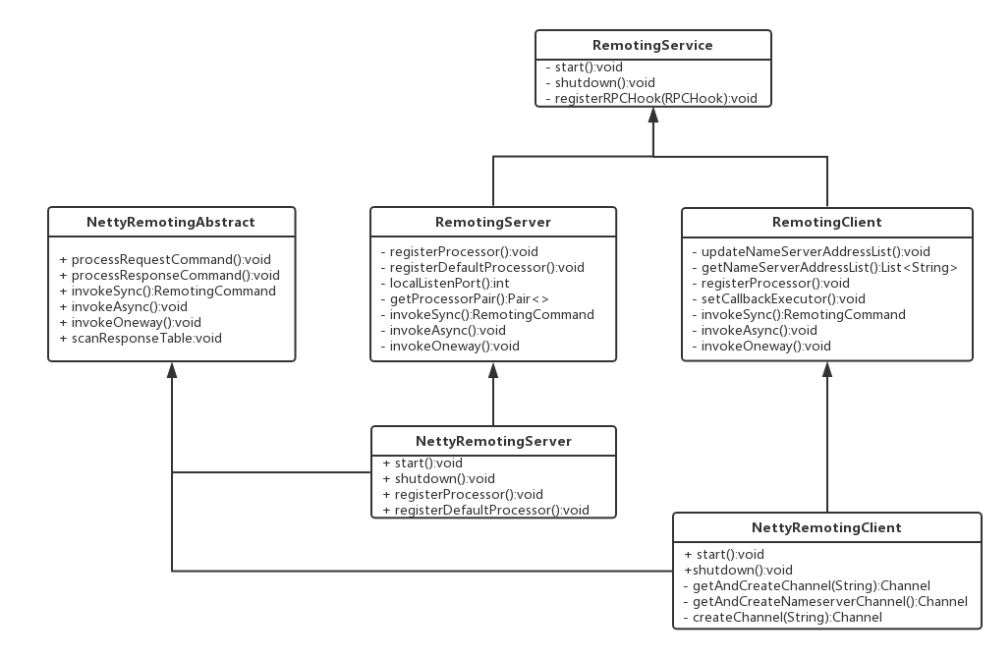 RemotingService
- start():void
- shutdown():void
- registerRPCHook(RPCHook):void
NettyRemotingAbstract
+ processRequestCommand():void
+ processResponseCommand():void
+ invokeSync():RemotingCommand
+ invokeAsync():void
+ invokeOneway():void
+ scanResponseTable:void
RemotingServer
- registerProcessor():void
- registerDefaultProcessor():void
- localListenPort():int
- getProcessorPair():Pair<>
- invokeSync():RemotingCommand
- invokeAsync():void
- invokeOneway():void
RemotingClient
- updateNameServerAddressList():void
- getNameServerAddressList():List<String>
- registerProcessor():void
- setCallbackExecutor():void
- invokeSync():RemotingCommand
- invokeAsync():void
- invokeOneway():void
NettyRemotingServer
+ start():void
+ shutdown():void
+ registerProcessor():void
+ registerDefaultProcessor():void
NettyRemotingClient
+ start():void
+shutdown():void
- getAndCreateChannel(String):Channel
- getAndCreateNameserverChannel():Channel
- createChannel(String):Channel